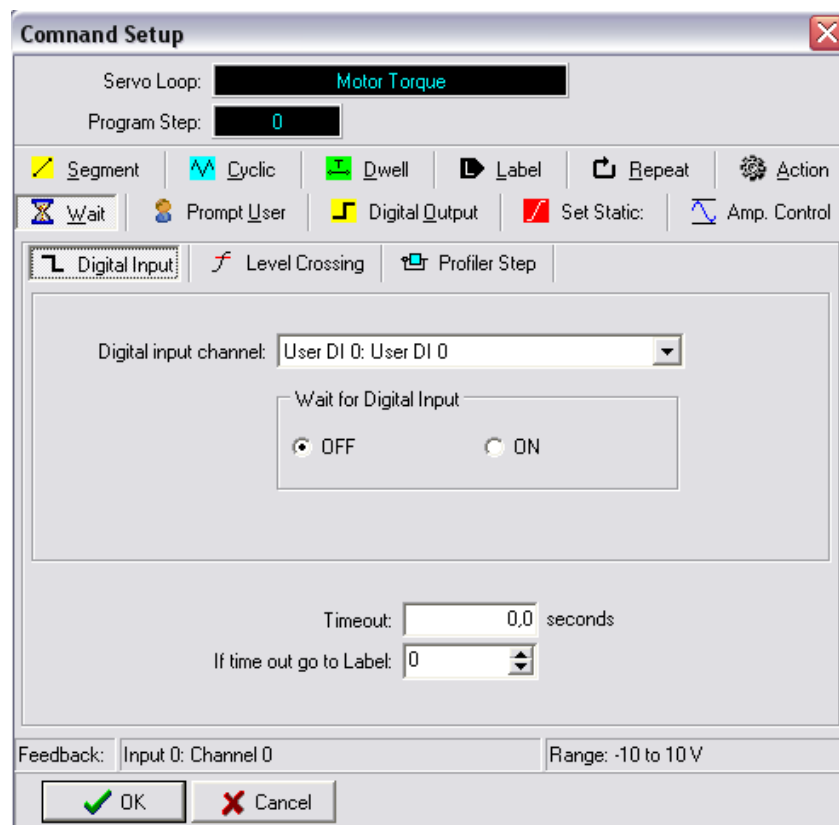 Comnand Setup
Servo Loop: Motor Torque
Program Step: 0
Segment Cyclic Dwell Label Repeat Action
Wait Prompt User Digital Output Set Static: Amp. Control
Digital Input Level Crossing Profiler Step
Digital input channel: User DI 0: User DI 0
Wait for Digital Input
OFF ON
Timeout: 0,0 seconds
If time out go to Label: 0
Feedback: Input 0: Channel 0 Range: -10 to 10 V
OK Cancel